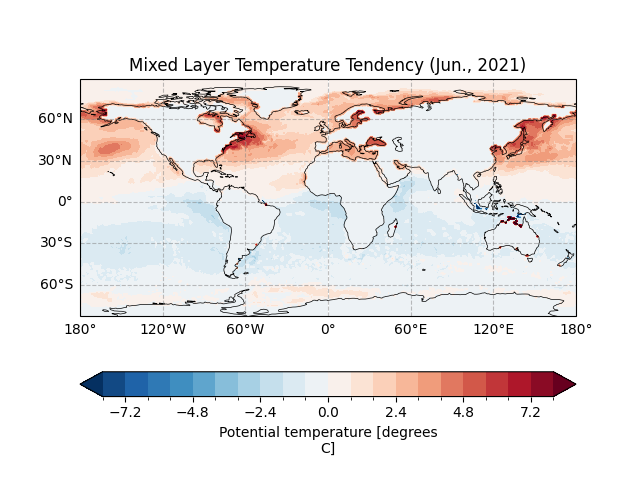 Mixed Layer Temperature Tendency (Jun., 2021)
60°N
30°N
0°
30°S
60°S
180° 120°W 60°W 0° 60°E 120°E 180°
−7.2 −4.8 −2.4 0.0 2.4 4.8 7.2
Potential temperature [degrees
C]